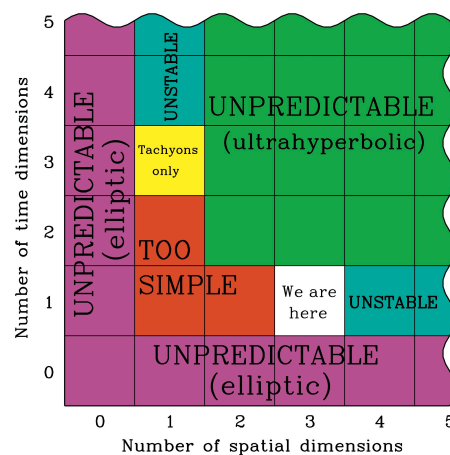 5
4
3
2
1
0
Number of time dimensions
UNPREDICTABLE
(elliptic)
UNSTABLE
UNPREDICTABLE
(ultrahyperbolic)
Tachyons
only
TOO
SIMPLE
We are
here
UNSTABLE
UNPREDICTABLE
(elliptic)
0 1 2 3 4 5
Number of spatial dimensions